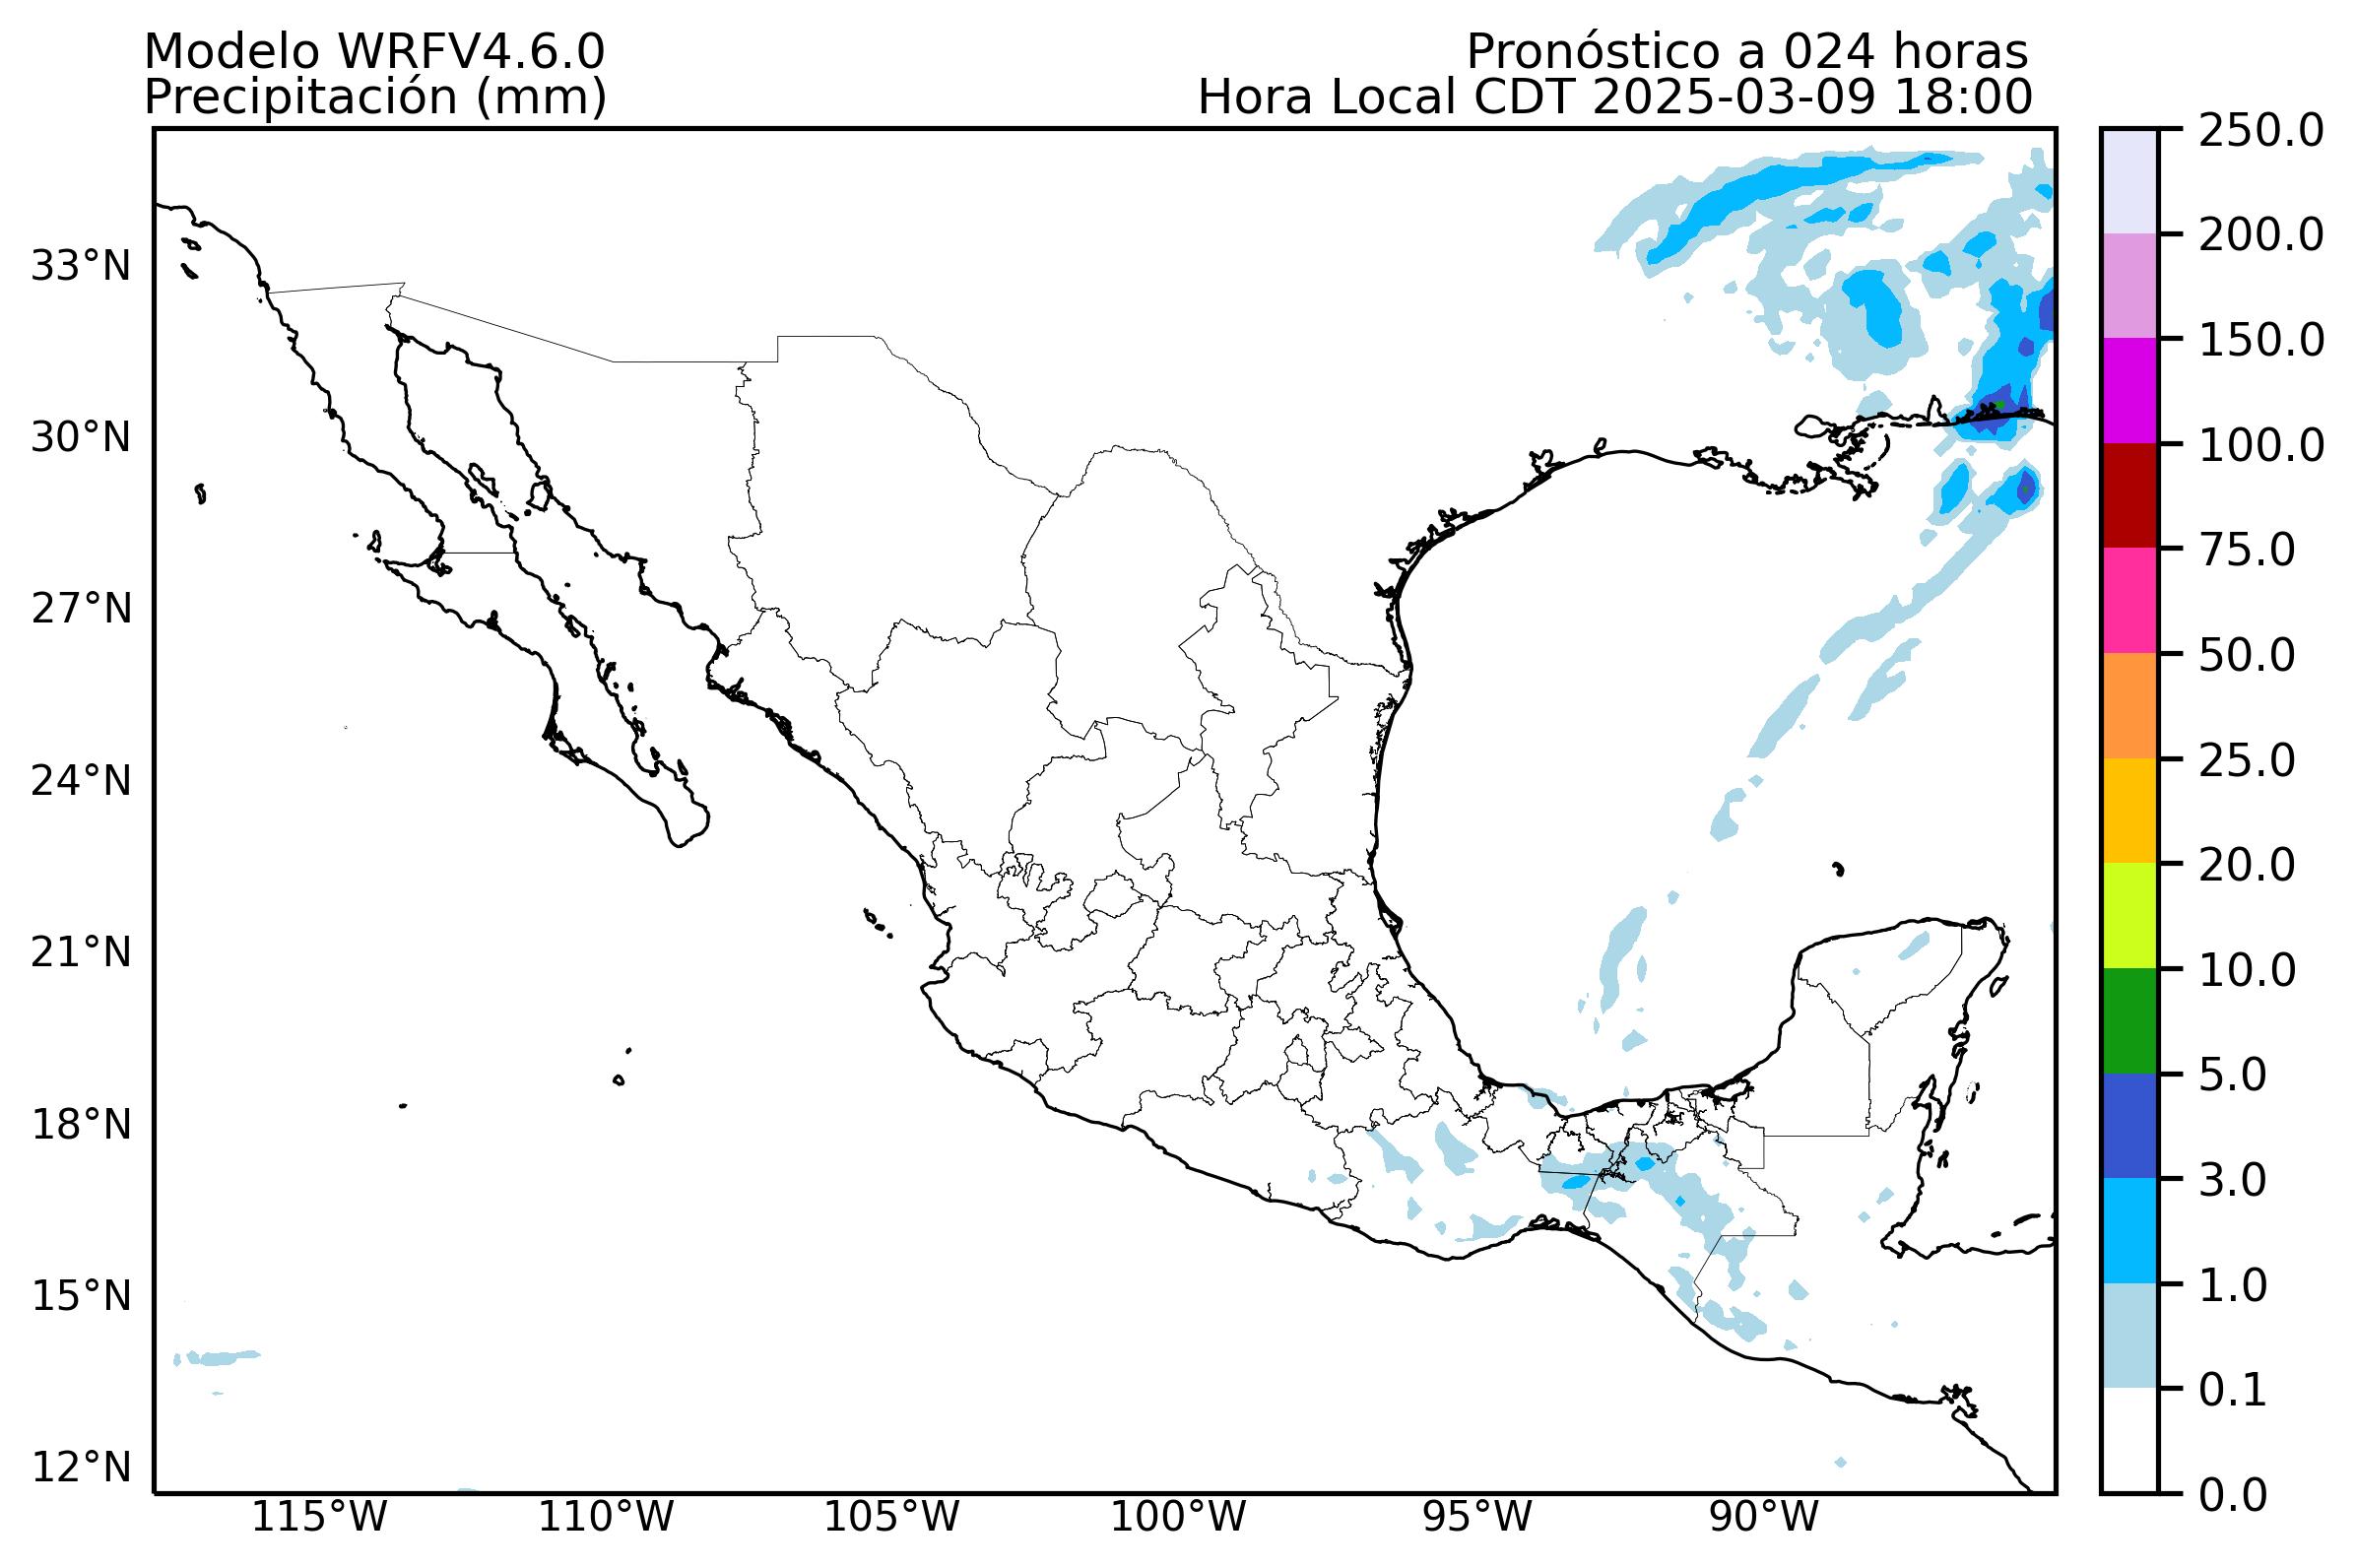 Modelo WRFV4.6.0
Precipitación (mm)
Pronóstico a 024 horas
Hora Local CDT 2025-03-09 18:00
33°N
30°N
27°N
24°N
21°N
18°N
15°N
12°N
115°W
110°W
105°W
100°W
95°W
90°W
250.0
200.0
150.0
100.0
75.0
50.0
25.0
20.0
10.0
5.0
3.0
1.0
0.1
0.0